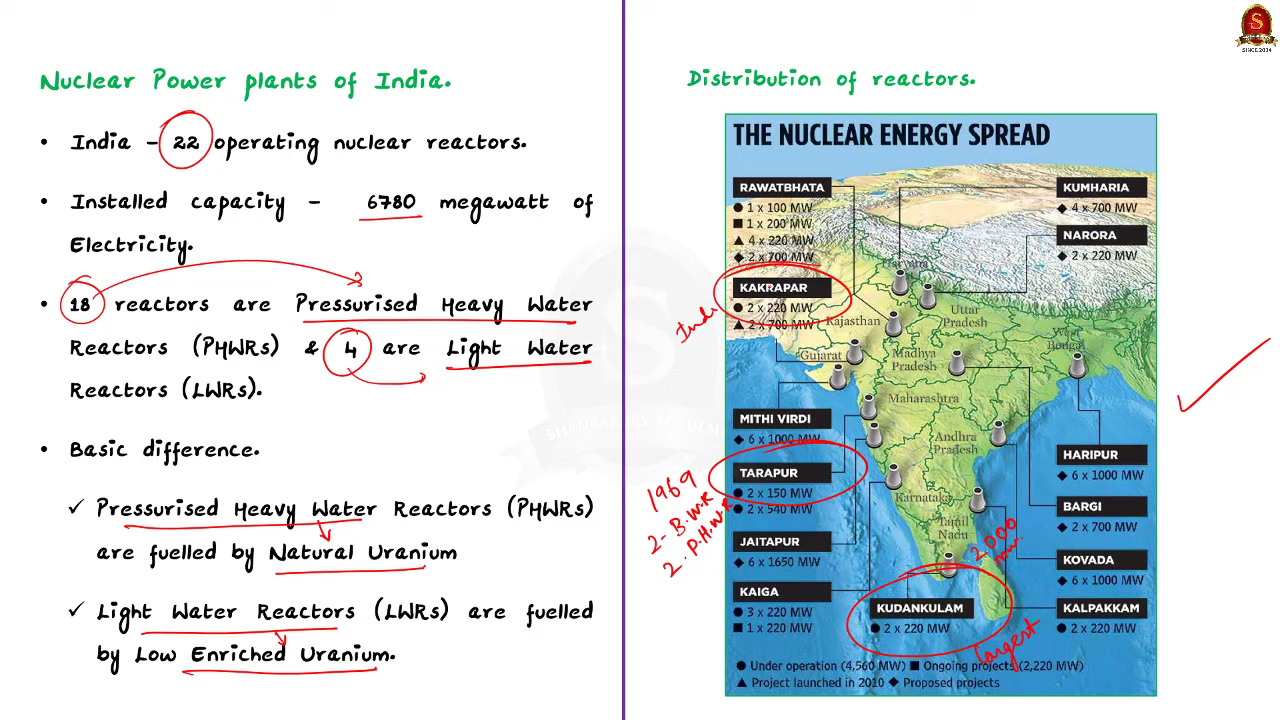 Nuclear Power plants of India.
• India - 22 operating nuclear reactors.
• Installed capacity - 6780 megawatt of
Electricity.
• 18 reactors are Pressurised Heavy Water
Reactors (PHWRs) & 4 are Light Water
Reactors (LWRs).
• Basic difference.
✓ Pressurised Heavy Water Reactors (PHWRs)
are fuelled by Natural Uranium
✓ Light Water Reactors (LWRs) are fuelled
by Low Enriched Uranium.
S
SINCE 2004
Distribution of reactors.
THE NUCLEAR ENERGY SPREAD
RAWATBHATA
● 1 x 100 MW
■ 1 x 200 MW
▲ 4 x 220 MW
◆ 2 x 700 MW
KAKRAPAR
● 2 x 220 MW
▲ 2 x 700 MW
MITHI VIRDI
◆ 6 x 1000 MW
TARAPUR
● 2 x 150 MW
● 2 x 540 MW
1969
2- B.W.R
2. P.H.W.R
JAITAPUR
◆ 6 x 1650 MW
KAIGA
● 3 x 220 MW
■ 1 x 220 MW
KUDANKULAM
● 2 x 220 MW
2000
largest
KUMHARIA
◆ 4 x 700 MW
NARORA
◆ 2 x 220 MW
HARIPUR
◆ 6 x 1000 MW
BARGI
◆ 2 x 700 MW
KOVADA
◆ 6 x 1000 MW
KALPAKKAM
● 2 x 220 MW
Haryana
Rajasthan
Uttar
Pradesh
West
Bengal
Gujarat
Madhya
Pradesh
Maharashtra
Andhra
Pradesh
Karnataka
Tamil
Nadu
● Under operation (4,560 MW) ■ Ongoing projects (2,220 MW)
▲ Project launched in 2010 ◆ Proposed projects